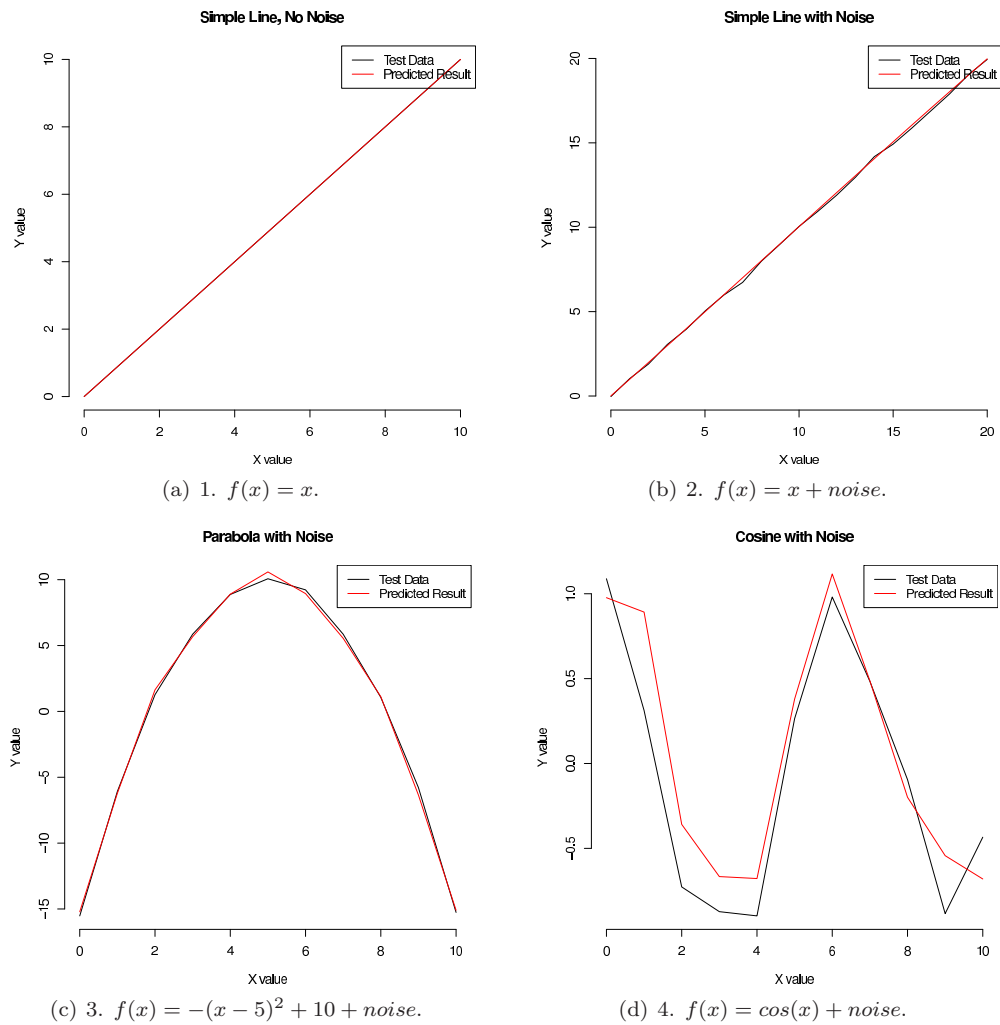 Simple Line, No Noise
Test Data
Predicted Result
Y value
10
8
6
4
2
0
0 2 4 6 8 10
X value
(a) 1. f(x) = x.
Simple Line with Noise
Test Data
Predicted Result
Y value
20
15
10
5
0
0 5 10 15 20
X value
(b) 2. f(x) = x + noise.
Parabola with Noise
Test Data
Predicted Result
Y value
10
5
0
−5
−10
−15
0 2 4 6 8 10
X value
(c) 3. f(x) = −(x − 5)² + 10 + noise.
Cosine with Noise
Test Data
Predicted Result
Y value
1.0
0.5
0.0
−0.5
0 2 4 6 8 10
X value
(d) 4. f(x) = cos(x) + noise.